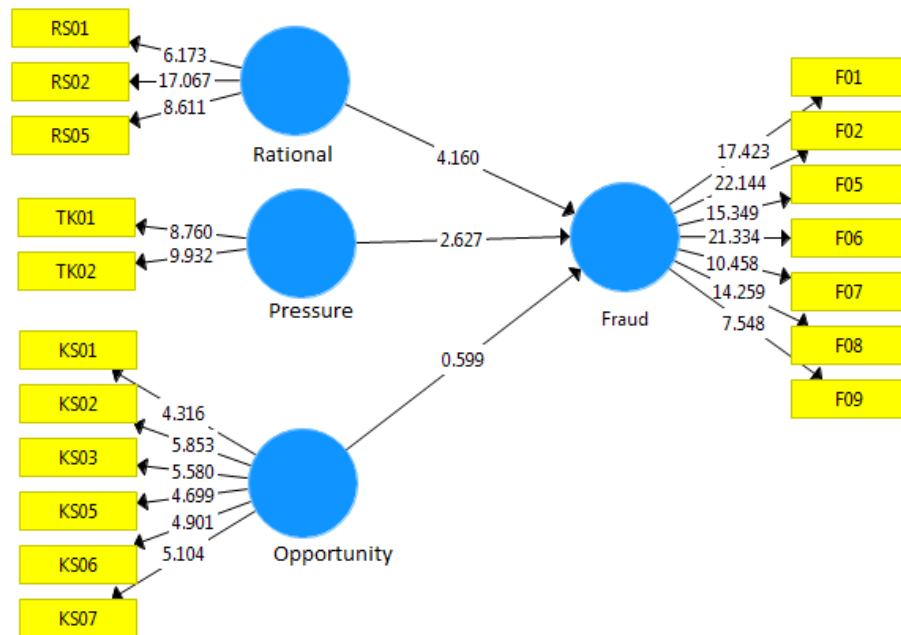 RS01
6.173
RS02
17.067
RS05
8.611
Rational
4.160
TK01
8.760
TK02
9.932
Pressure
2.627
KS01
4.316
KS02
5.853
KS03
5.580
KS05
4.699
KS06
4.901
KS07
5.104
Opportunity
0.599
Fraud
F01
17.423
F02
22.144
F05
15.349
F06
21.334
F07
10.458
F08
14.259
F09
7.548